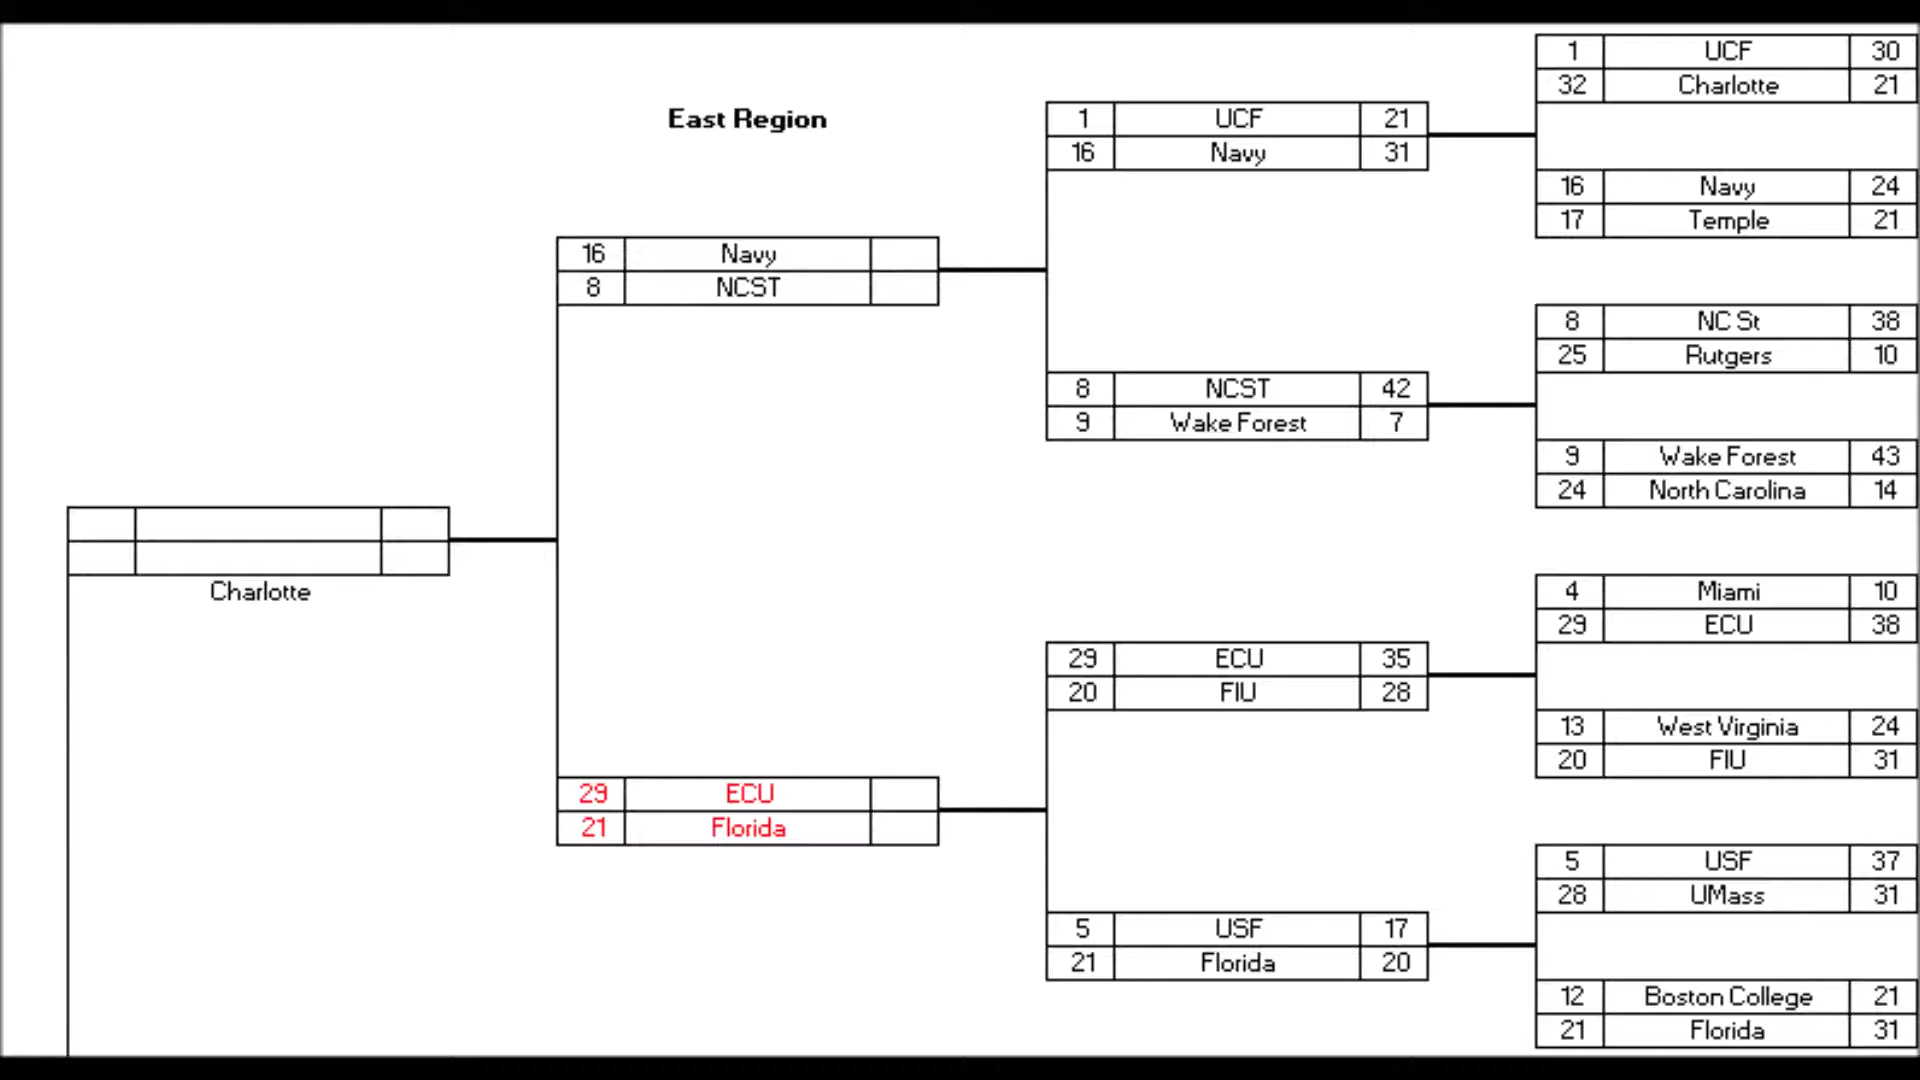 East Region
1 UCF 30
32 Charlotte 21
16 Navy 24
17 Temple 21
8 NC St 38
25 Rutgers 10
9 Wake Forest 43
24 North Carolina 14
4 Miami 10
29 ECU 38
13 West Virginia 24
20 FIU 31
5 USF 37
28 UMass 31
12 Boston College 21
21 Florida 31
1 UCF 21
16 Navy 31
8 NCST 42
9 Wake Forest 7
29 ECU 35
20 FIU 28
5 USF 17
21 Florida 20
16 Navy
8 NCST
29 ECU
21 Florida
Charlotte